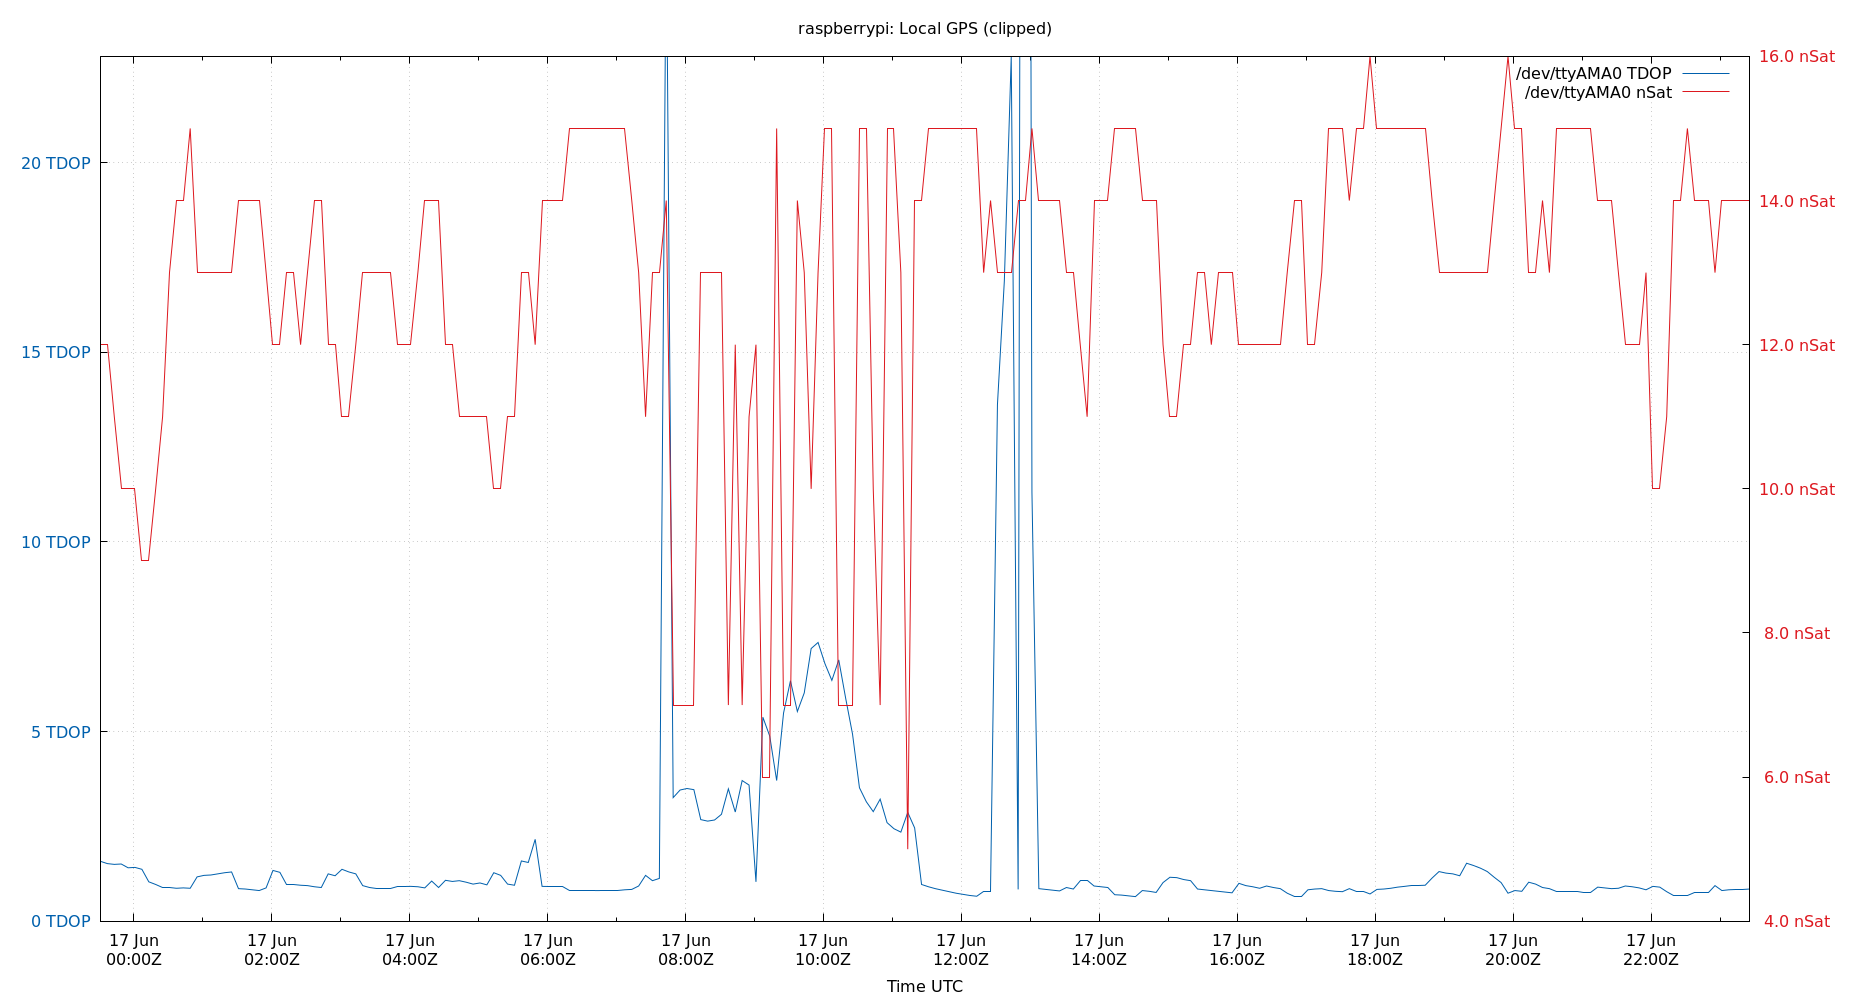 raspberrypi: Local GPS (clipped)
/dev/ttyAMA0 TDOP
/dev/ttyAMA0 nSat
20 TDOP
15 TDOP
10 TDOP
5 TDOP
0 TDOP
16.0 nSat
14.0 nSat
12.0 nSat
10.0 nSat
8.0 nSat
6.0 nSat
4.0 nSat
17 Jun
00:00Z
17 Jun
02:00Z
17 Jun
04:00Z
17 Jun
06:00Z
17 Jun
08:00Z
17 Jun
10:00Z
17 Jun
12:00Z
17 Jun
14:00Z
17 Jun
16:00Z
17 Jun
18:00Z
17 Jun
20:00Z
17 Jun
22:00Z
Time UTC